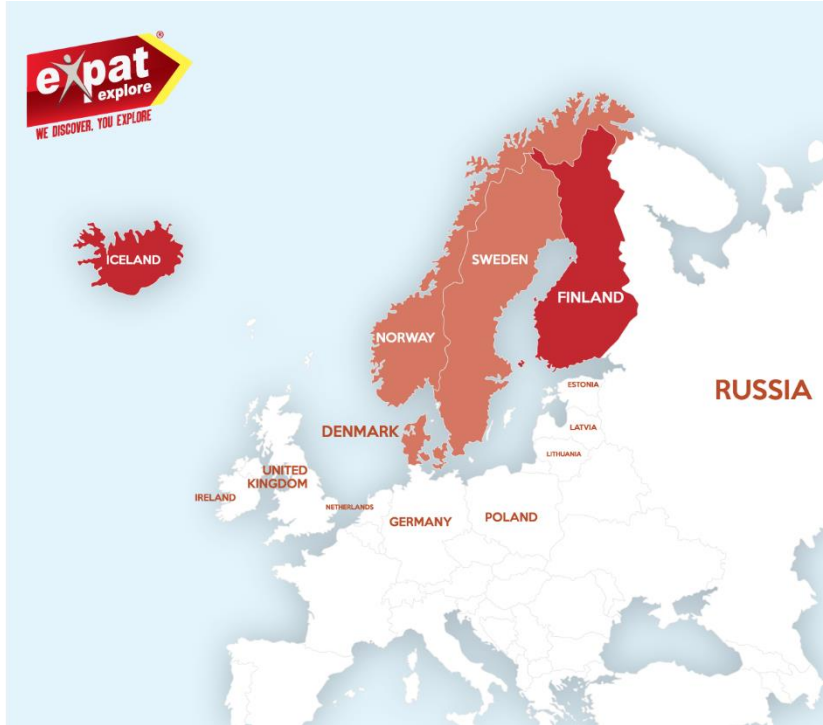 expat
explore
®
WE DISCOVER, YOU EXPLORE
ICELAND
SWEDEN
FINLAND
NORWAY
ESTONIA
RUSSIA
DENMARK
LATVIA
LITHUANIA
UNITED
KINGDOM
IRELAND
NETHERLANDS
GERMANY
POLAND